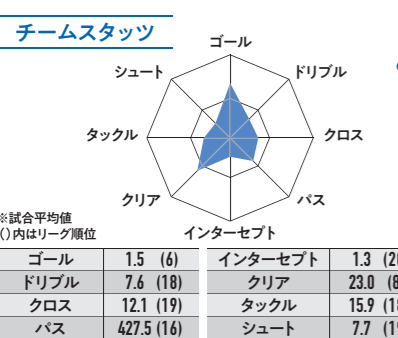 チームスタッツ
ゴール
シュート
ドリブル
タックル
クロス
クリア
パス
インターセプト
※試合平均値
( )内はリーグ順位
ゴール 1.5 (6) インターセプト 1.3
ドリブル 7.6 (18) クリア 23.0
クロス 12.1 (19) タックル 15.9
パス 427.5 (16) シュート 7.7